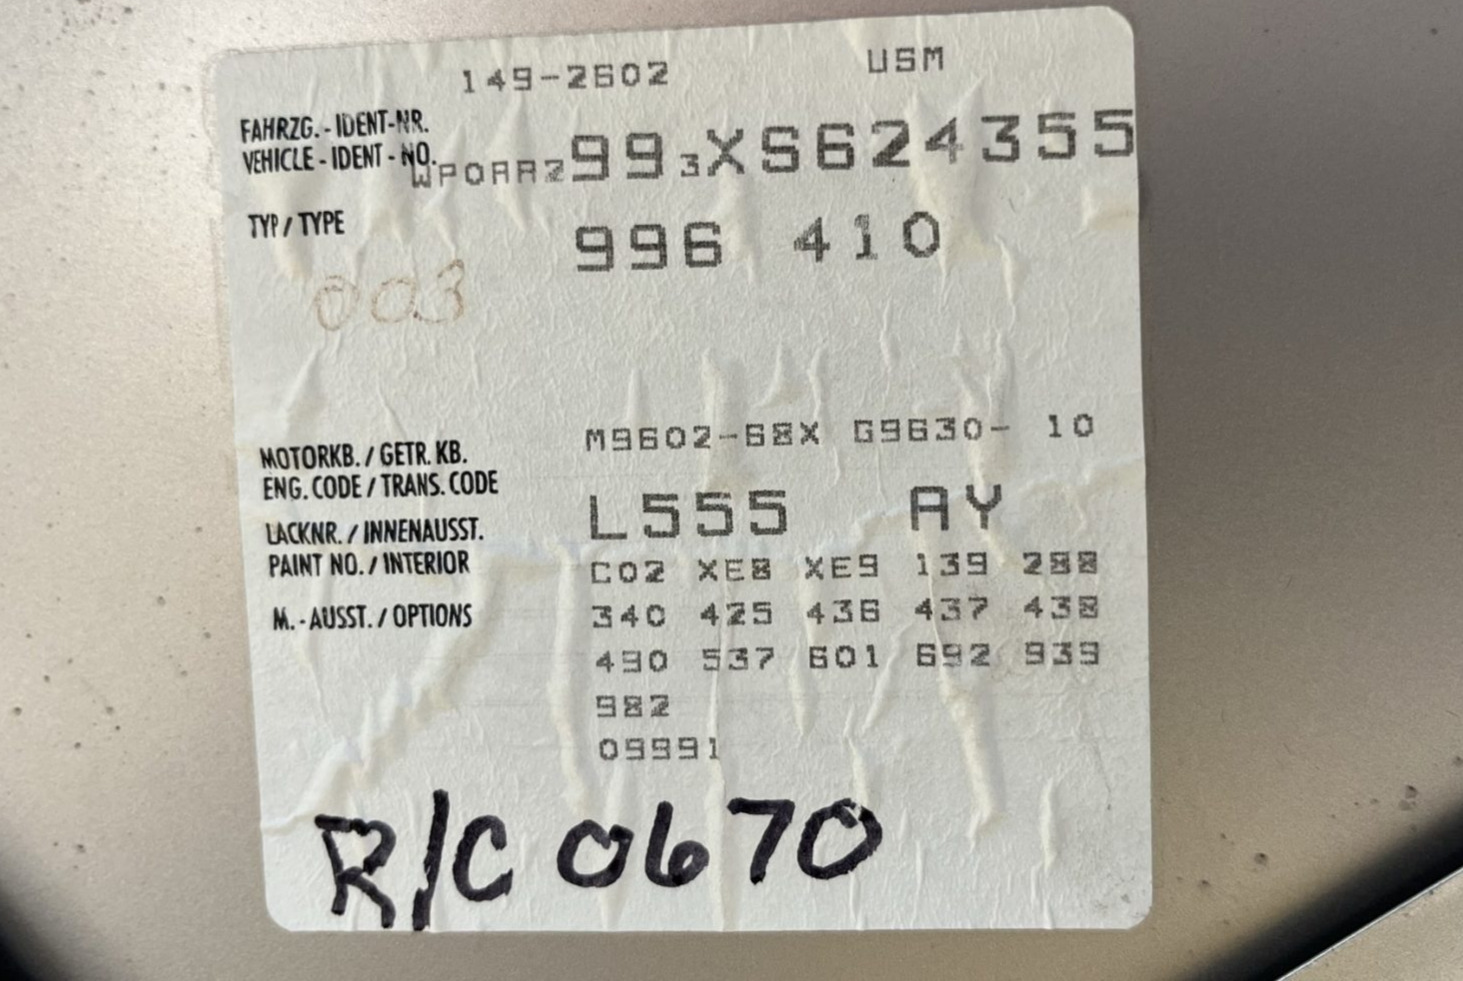 149-2602 USM
FAHRZG. - IDENT-NR.
VEHICLE - IDENT - NO. WP0AA2993XS624355
TYP / TYPE 996 410
003
MOTORKB. / GETR. KB. M9602-68X G9630- 10
ENG. CODE / TRANS. CODE
LACKNR. / INNENAUSST. L555 AY
PAINT NO. / INTERIOR C02 XE8 XE9 139 288
M. - AUSST. / OPTIONS 340 425 436 437 438
490 537 601 692 939
982
09991
R/C 0670